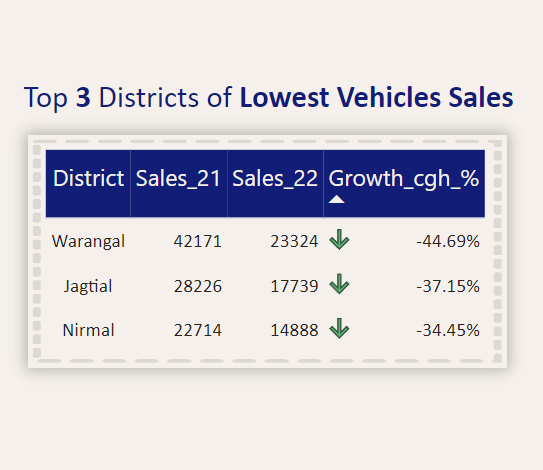 Top 3 Districts of Lowest Vehicles Sales
District Sales_21 Sales_22 Growth_cgh_%
Warangal 42171 23324 -44.69%
Jagtial 28226 17739 -37.15%
Nirmal 22714 14888 -34.45%